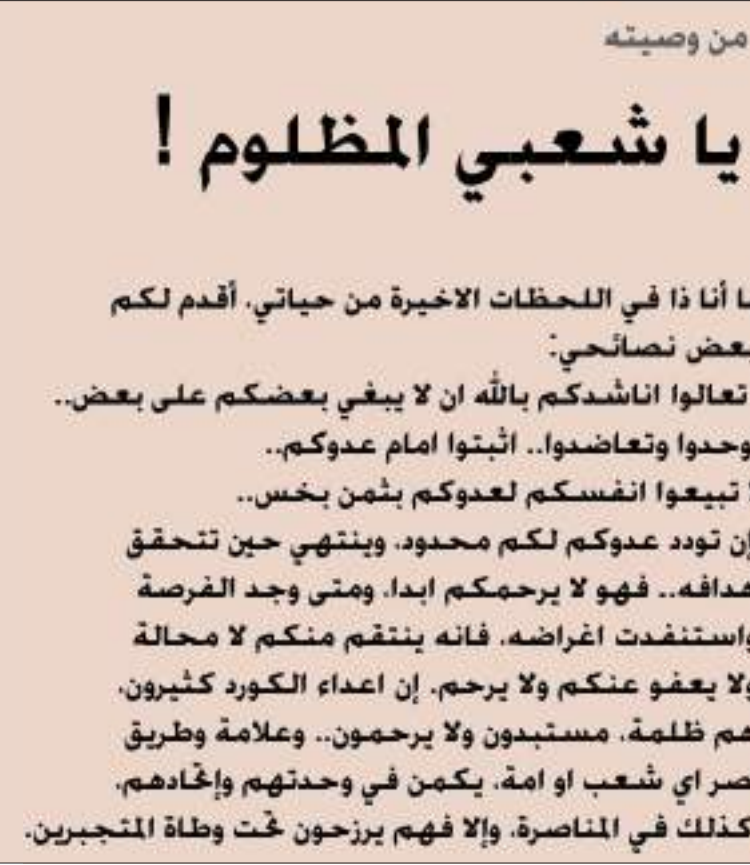 من وصيته
يا شعبي المظلوم !
ا أنا ذا في اللحظات الاخيرة من حياتي. أقدم لكم
بعض نصائحي:
تعالوا اناشدكم بالله ان لا يبغي بعضكم على بعض..
وحدوا وتعاضدوا.. اثبتوا امام عدوكم..
ا تبيعوا انفسكم لعدوكم بثمن بخس..
إن تودد عدوكم لكم محدود. وينتهي حين تتحقق
هدافه.. فهو لا يرحمكم ابدا. ومتى وجد الفرصة
واستنفدت اغراضه. فانه ينتقم منكم لا محالة
ولا يعفو عنكم ولا يرحم. إن اعداء الكورد كثيرون.
هم ظلمة. مستبدون ولا يرحمون.. وعلامة وطريق
صر اي شعب او امة. يكمن في وحدتهم وإتحادهم.
كذلك في المناصرة. وإلا فهم يرزحون تحت وطاة المتجبرين.